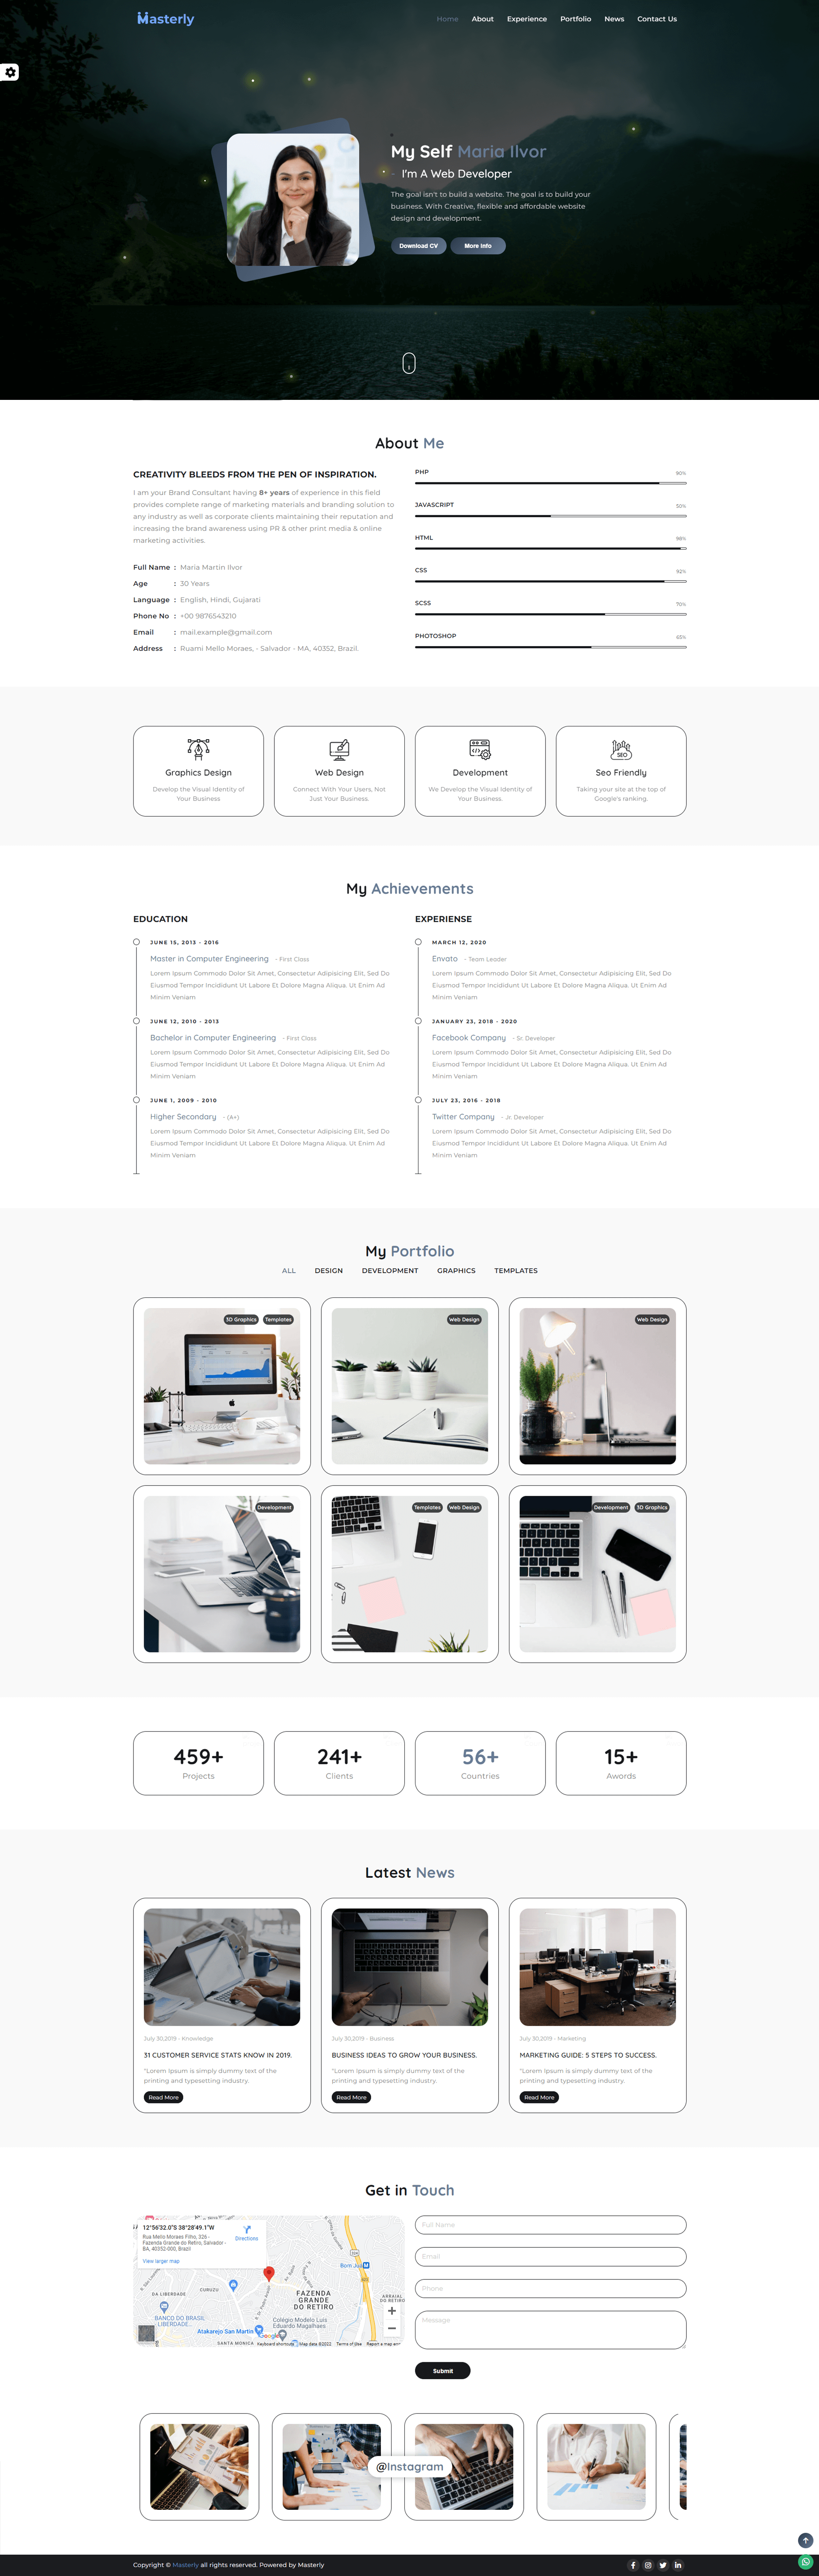 Masterly
Home About Experience Portfolio News Contact Us
My Self Maria Ilvor
- I'm A Web Developer
The goal isn't to build a website. The goal is to build your
business. With Creative, flexible and affordable website
design and development.
Download CV More Info
About Me
CREATIVITY BLEEDS FROM THE PEN OF INSPIRATION.
I am your Brand Consultant having 8+ years of experience in this field
provides complete range of marketing materials and branding solution to
any industry as well as corporate clients maintaining their reputation and
increasing the brand awareness using PR & other print media & online
marketing activities.
Full Name : Maria Martin Ilvor
Age : 30 Years
Language : English, Hindi, Gujarati
Phone No : +00 9876543210
Email : mail.example@gmail.com
Address : Ruami Mello Moraes, - Salvador - MA, 40352, Brazil.
PHP 90%
JAVASCRIPT 50%
HTML 98%
CSS 92%
SCSS 70%
PHOTOSHOP 65%
Graphics Design
Develop the Visual Identity of
Your Business
Web Design
Connect With Your Users, Not
Just Your Business.
Development
We Develop the Visual Identity of
Your Business.
SEO
Seo Friendly
Taking your site at the top of
Google's ranking.
My Achievements
EDUCATION
JUNE 15, 2013 - 2016
Master in Computer Engineering - First Class
Lorem Ipsum Commodo Dolor Sit Amet, Consectetur Adipisicing Elit, Sed Do
Eiusmod Tempor Incididunt Ut Labore Et Dolore Magna Aliqua. Ut Enim Ad
Minim Veniam
JUNE 12, 2010 - 2013
Bachelor in Computer Engineering - First Class
Lorem Ipsum Commodo Dolor Sit Amet, Consectetur Adipisicing Elit, Sed Do
Eiusmod Tempor Incididunt Ut Labore Et Dolore Magna Aliqua. Ut Enim Ad
Minim Veniam
JUNE 1, 2009 - 2010
Higher Secondary - (A+)
Lorem Ipsum Commodo Dolor Sit Amet, Consectetur Adipisicing Elit, Sed Do
Eiusmod Tempor Incididunt Ut Labore Et Dolore Magna Aliqua. Ut Enim Ad
Minim Veniam
EXPERIENSE
MARCH 12, 2020
Envato - Team Leader
Lorem Ipsum Commodo Dolor Sit Amet, Consectetur Adipisicing Elit, Sed Do
Eiusmod Tempor Incididunt Ut Labore Et Dolore Magna Aliqua. Ut Enim Ad
Minim Veniam
JANUARY 23, 2018 - 2020
Facebook Company - Sr. Developer
Lorem Ipsum Commodo Dolor Sit Amet, Consectetur Adipisicing Elit, Sed Do
Eiusmod Tempor Incididunt Ut Labore Et Dolore Magna Aliqua. Ut Enim Ad
Minim Veniam
JULY 23, 2016 - 2018
Twitter Company - Jr. Developer
Lorem Ipsum Commodo Dolor Sit Amet, Consectetur Adipisicing Elit, Sed Do
Eiusmod Tempor Incididunt Ut Labore Et Dolore Magna Aliqua. Ut Enim Ad
Minim Veniam
My Portfolio
ALL DESIGN DEVELOPMENT GRAPHICS TEMPLATES
3D Graphics Templates
Web Design
Web Design
Development
Templates Web Design
Development 3D Graphics
459+
Projects
241+
Clients
56+
Countries
15+
Awords
Latest News
July 30,2019 - Knowledge
31 CUSTOMER SERVICE STATS KNOW IN 2019.
"Lorem Ipsum is simply dummy text of the
printing and typesetting industry.
Read More
July 30,2019 - Business
BUSINESS IDEAS TO GROW YOUR BUSINESS.
"Lorem Ipsum is simply dummy text of the
printing and typesetting industry.
Read More
July 30,2019 - Marketing
MARKETING GUIDE: 5 STEPS TO SUCCESS.
"Lorem Ipsum is simply dummy text of the
printing and typesetting industry.
Read More
Get in Touch
12°56'32.0"S 38°28'49.1"W
Rua Mello Moraes Filho, 326 -
Fazenda Grande do Retiro, Salvador -
BA, 40352-000, Brazil
Directions
View larger map
Bom Juá
DA LIBERDADE
CURUZU
FAZENDA
GRANDE
DO RETIRO
ARRAIAL
DO RETIRO
BANCO DO BRASIL
LIBERDADE...
Colégio Modelo Luis
Eduardo Magalhaes
Atakarejo San Martin
SANTA MONICA
Google
Keyboard shortcuts Map data ©2022 Terms of Use Report a map error
Full Name
Email
Phone
Message
Submit
@Instagram
Copyright © Masterly all rights reserved. Powered by Masterly